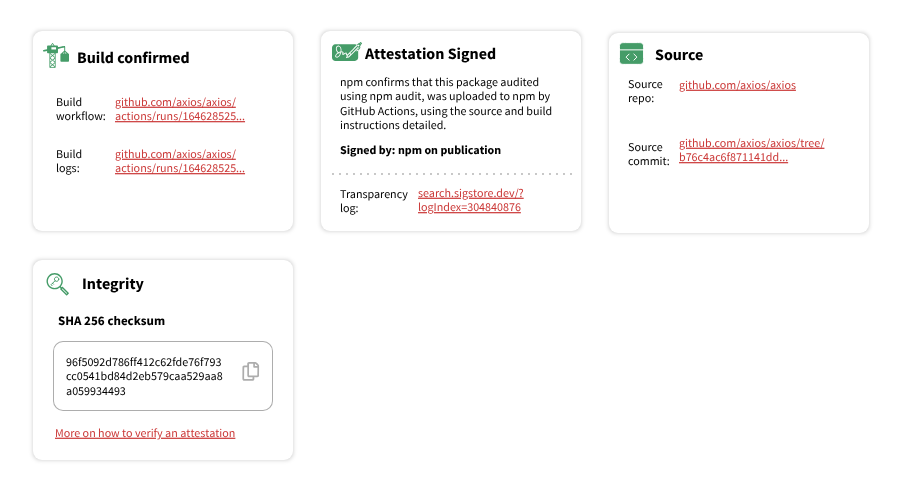 Build confirmed
Build
workflow:
github.com/axios/axios/
actions/runs/164628525...
Build
logs:
github.com/axios/axios/
actions/runs/164628525...
Attestation Signed
npm confirms that this package audited
using npm audit, was uploaded to npm by
GitHub Actions, using the source and build
instructions detailed.
Signed by: npm on publication
Transparency
log:
search.sigstore.dev/?
logIndex=304840876
Source
Source
repo:
github.com/axios/axios
Source
commit:
github.com/axios/axios/tree/
b76c4ac6f871141dd...
Integrity
SHA 256 checksum
96f5092d786ff412c62fde76f793
cc0541bd84d2eb579caa529aa8
a059934493
More on how to verify an attestation